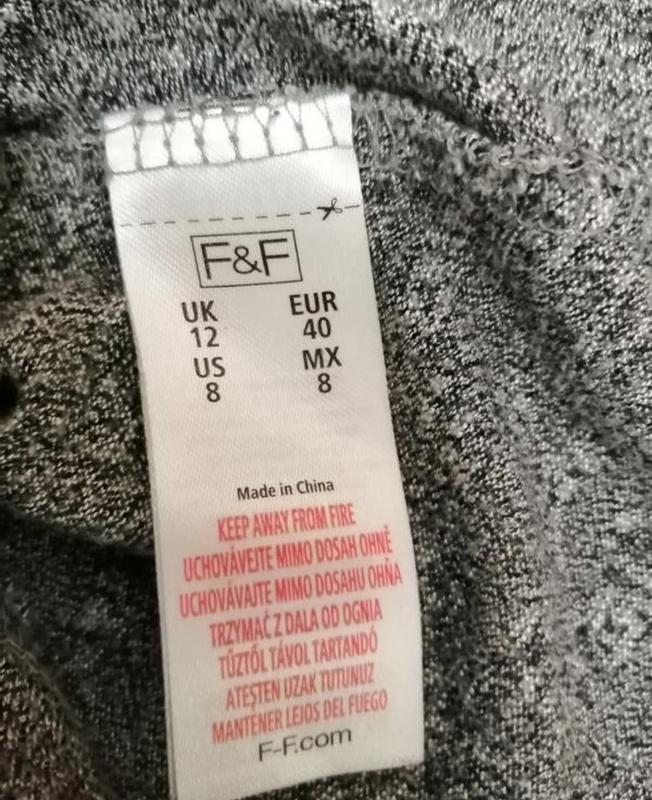 F&F
UK EUR
12 40
US MX
8 8
Made in China
KEEP AWAY FROM FIRE
UCHOVÁVEJTE MIMO DOSAH OHNĚ
UCHOVÁVAJTE MIMO DOSAHU OHŇA
TRZYMAĆ Z DALA OD OGNIA
TŰZTŐL TÁVOL TARTANDÓ
ATEŞTEN UZAK TUTUNUZ
MANTENER LEJOS DEL FUEGO
F-F.com